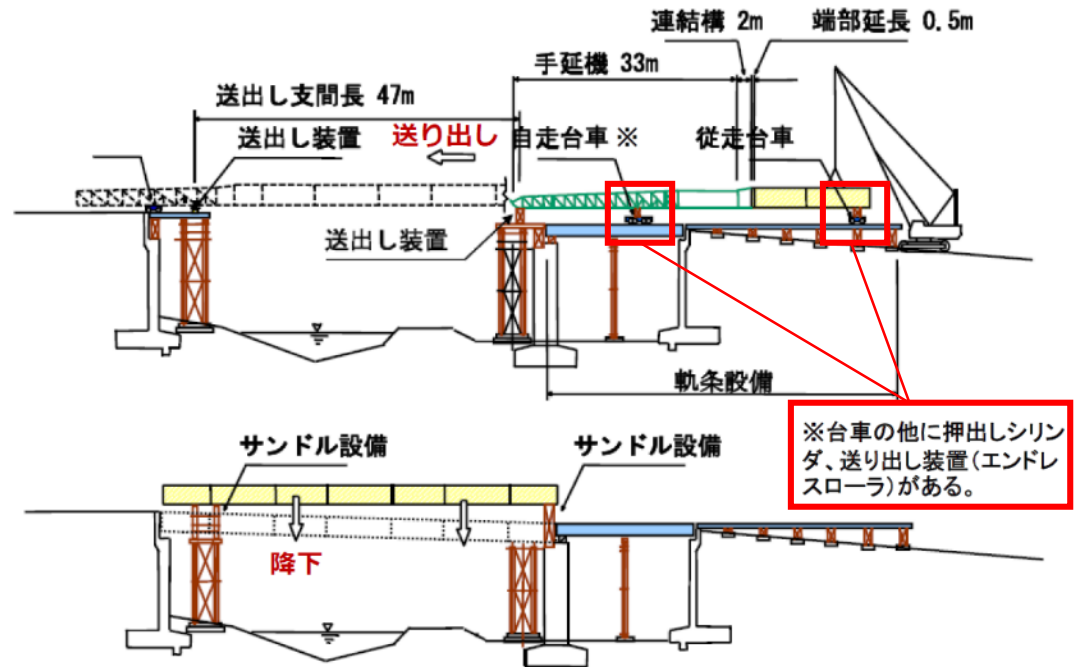 連結構 2m
端部延長 0.5m
手延機 33m
送出し支間長 47m
送出し装置
送り出し
自走台車 ※
従走台車
送出し装置
軌条設備
※台車の他に押出しシリン
ダ、送り出し装置(エンドレ
スローラ)がある。
サンドル設備
サンドル設備
降下